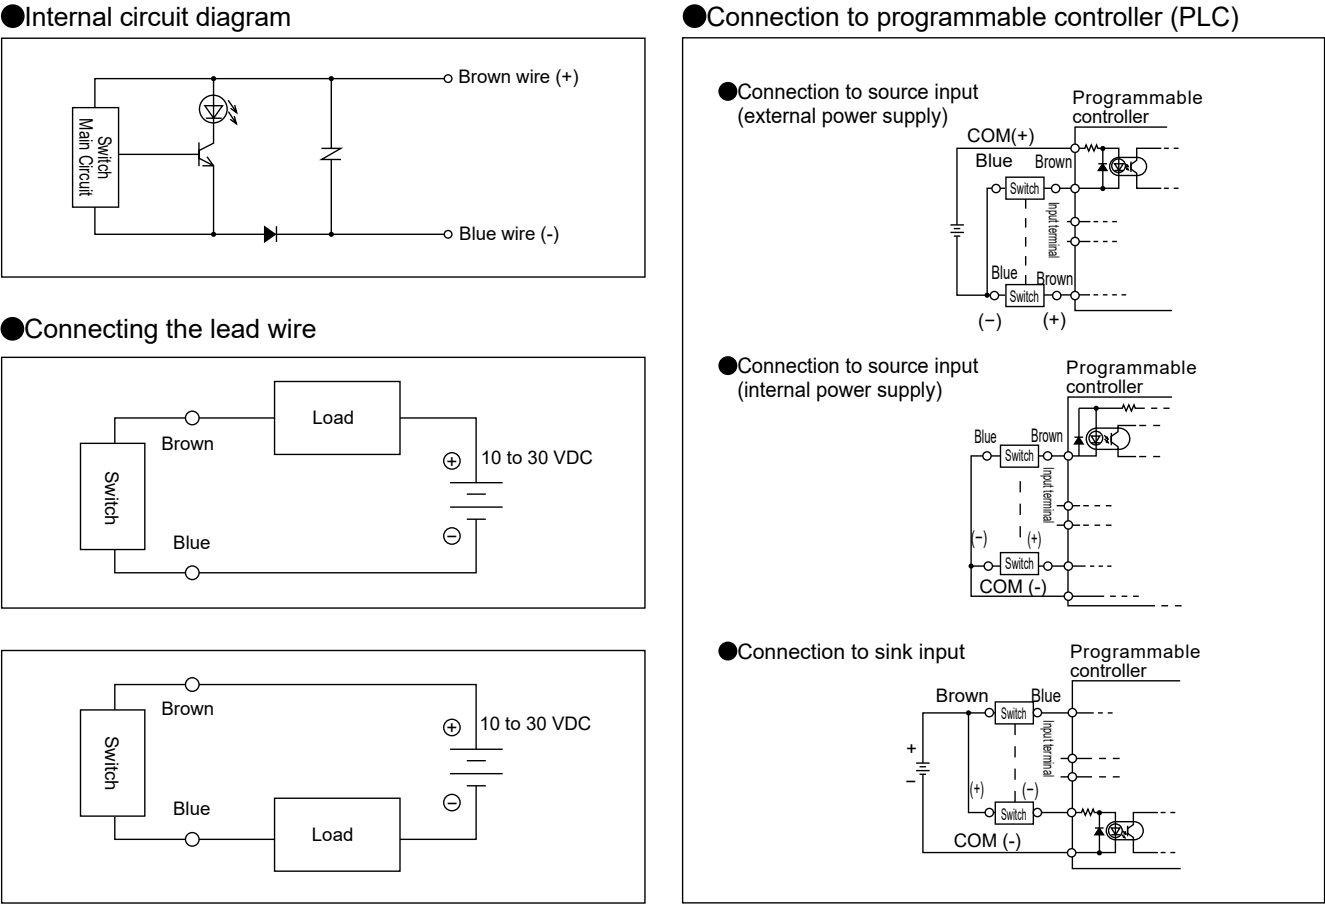 ●Internal circuit diagram
Brown wire (+)
Switch
Main Circuit
Blue wire (-)
●Connecting the lead wire
Load
Brown
10 to 30 VDC
+
Switch
−
Blue
Brown
10 to 30 VDC
+
Switch
−
Blue
Load
●Connection to programmable controller (PLC)
●Connection to source input
(external power supply)
Programmable
controller
COM(+)
Blue
Brown
Switch
Input terminal
Blue
Brown
Switch
(−)
(+)
●Connection to source input
(internal power supply)
Programmable
controller
Blue
Brown
Switch
Input terminal
(−)
(+)
Switch
COM (-)
●Connection to sink input
Programmable
controller
Brown
Blue
Switch
Input terminal
+
−
(+)
(−)
Switch
COM (-)